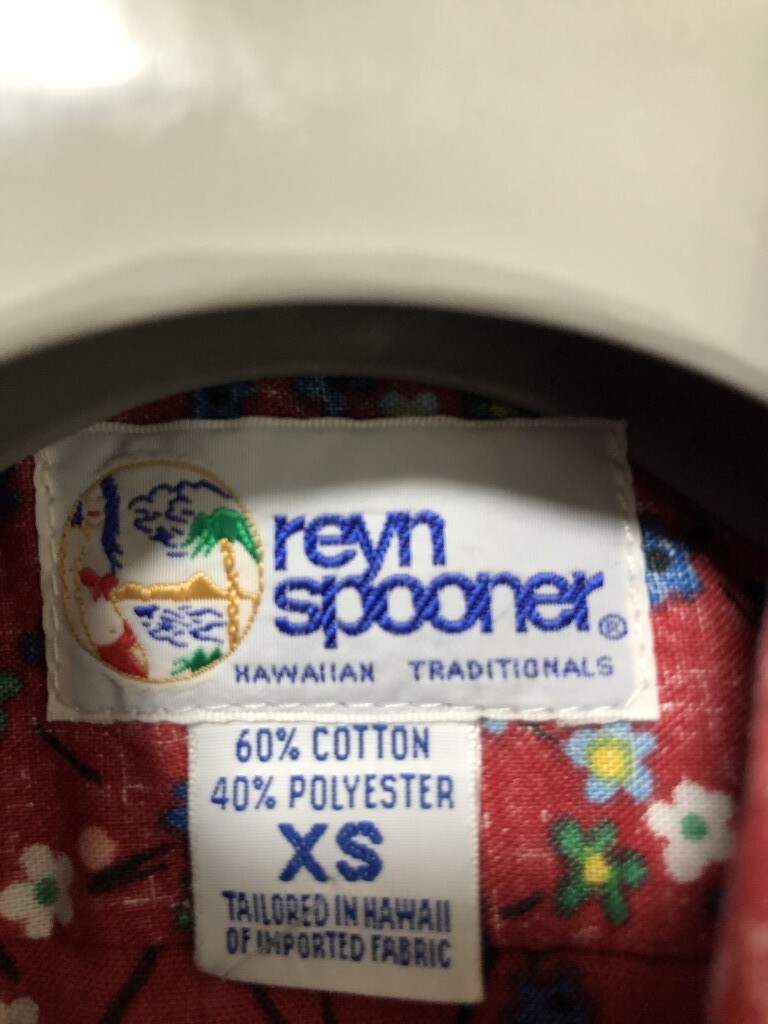 reyn
spooner®
HAWAIIAN TRADITIONALS
60% COTTON
40% POLYESTER
XS
TAILORED IN HAWAII
OF IMPORTED FABRIC